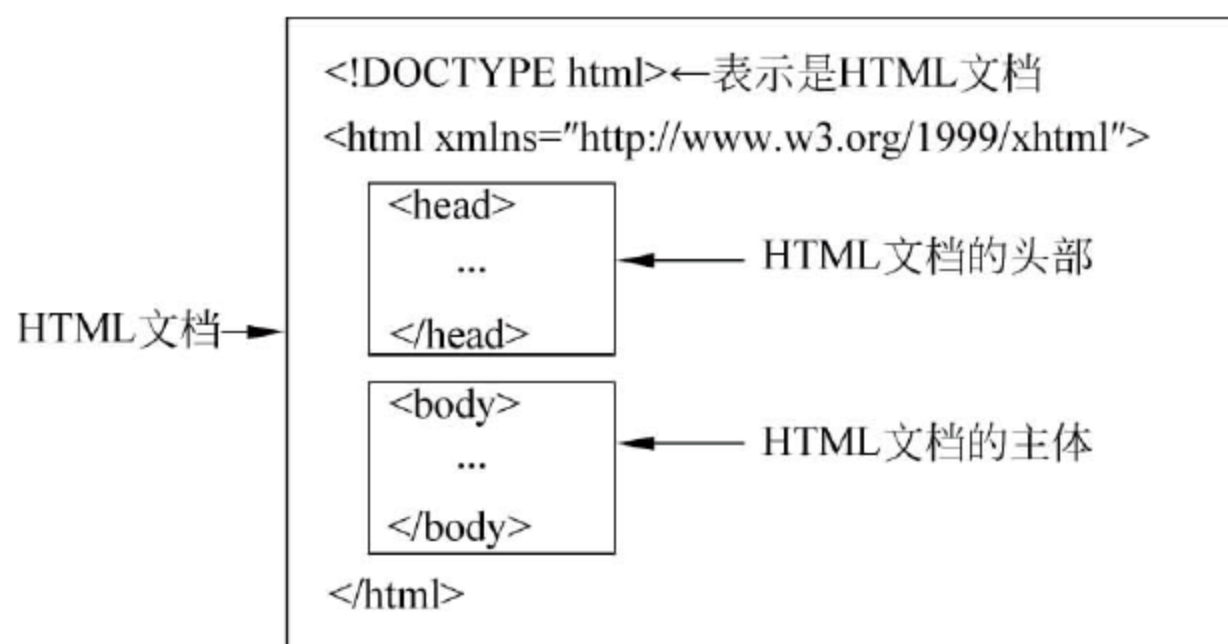 <!DOCTYPE html>←表示是HTML文档
<html xmlns="http://www.w3.org/1999/xhtml">
<head>
...
</head>
HTML文档的头部
HTML文档
<body>
...
</body>
HTML文档的主体
</html>